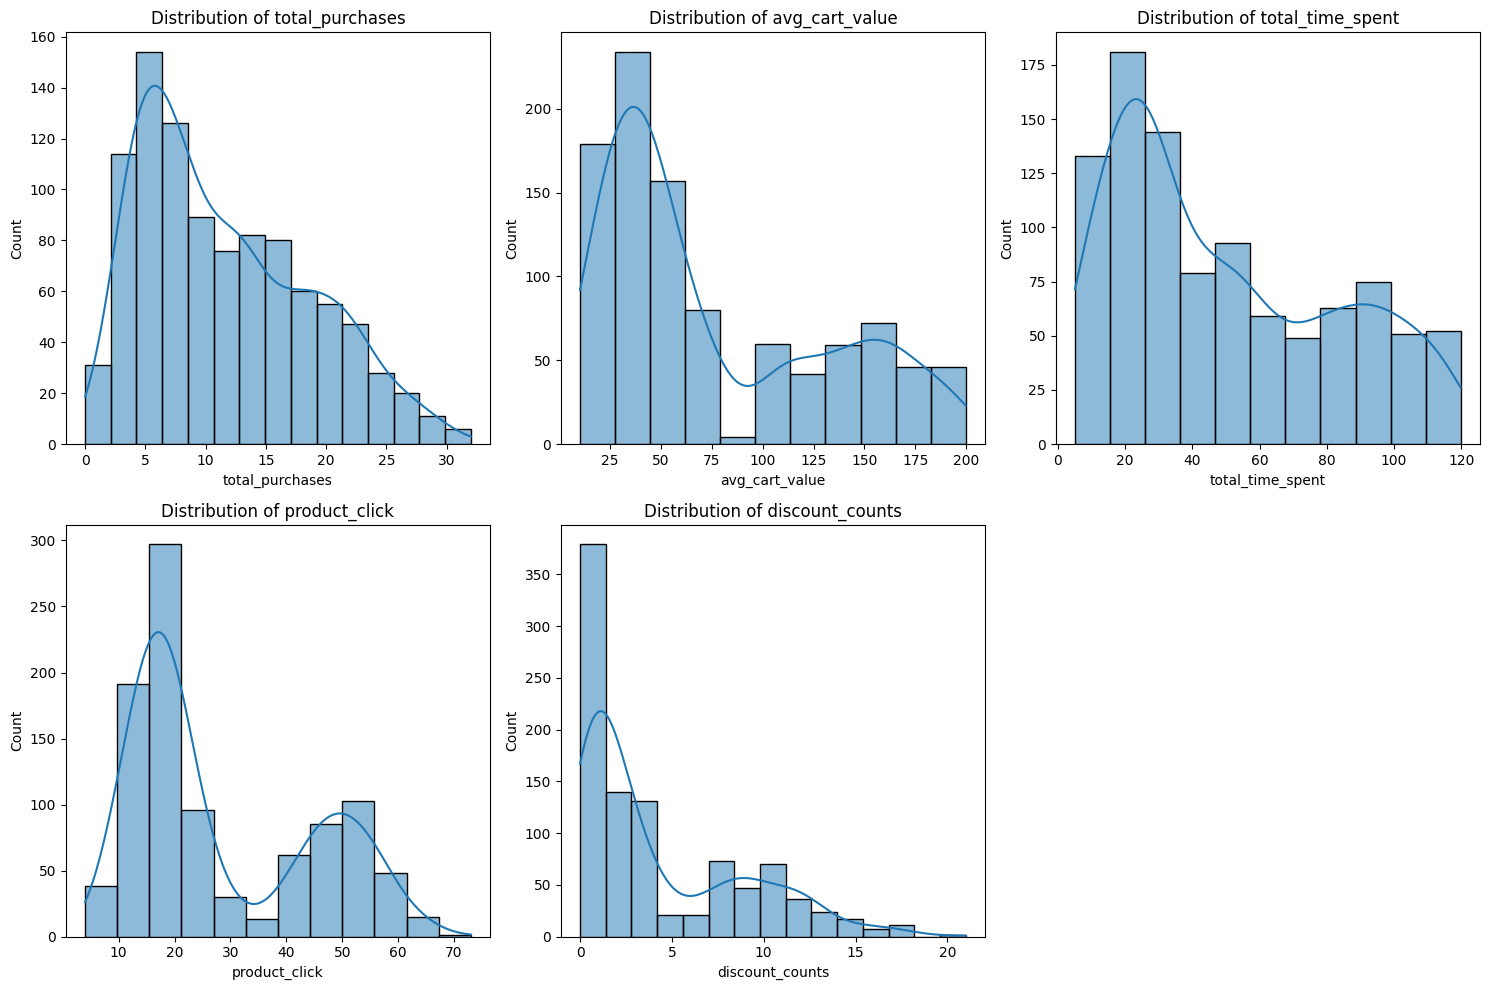 Distribution of total_purchases
160
140
120
100
80
60
40
20
0
Count
0 5 10 15 20 25 30
total_purchases
Distribution of avg_cart_value
200
150
100
50
0
Count
25 50 75 100 125 150 175 200
avg_cart_value
Distribution of total_time_spent
175
150
125
100
75
50
25
0
Count
0 20 40 60 80 100 120
total_time_spent
Distribution of product_click
300
250
200
150
100
50
0
Count
10 20 30 40 50 60 70
product_click
Distribution of discount_counts
350
300
250
200
150
100
50
0
Count
0 5 10 15 20
discount_counts